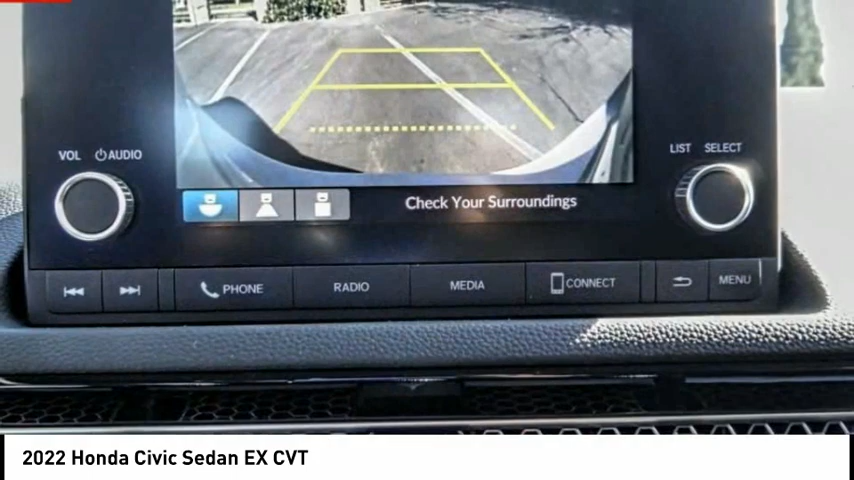 VOL AUDIO
LIST SELECT
Check Your Surroundings
PHONE RADIO MEDIA CONNECT MENU
2022 Honda Civic Sedan EX CVT